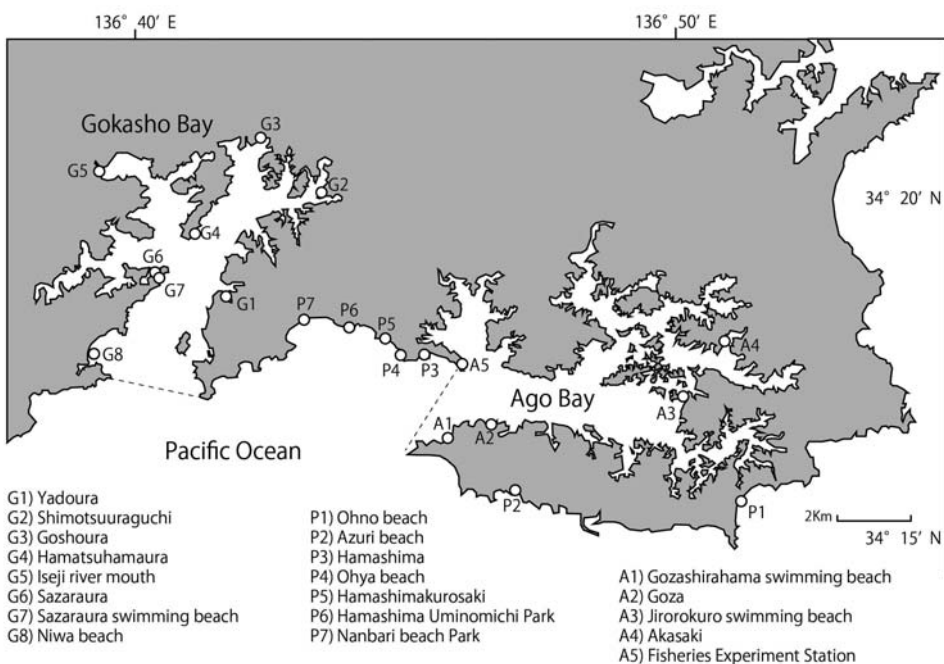 136° 40′ E
136° 50′ E
Gokasho Bay
G3
G5
G2
34° 20′ N
G4
G6
G7
G1
P7
P6
P5
A4
G8
P4
P3
A5
Ago Bay
A3
A1
A2
Pacific Ocean
P2
P1
2Km
34° 15′ N
G1) Yadoura
G2) Shimotsuuraguchi
G3) Goshoura
G4) Hamatsuhamaura
G5) Iseji river mouth
G6) Sazaraura
G7) Sazaraura swimming beach
G8) Niwa beach
P1) Ohno beach
P2) Azuri beach
P3) Hamashima
P4) Ohya beach
P5) Hamashimakurosaki
P6) Hamashima Uminomichi Park
P7) Nanbari beach Park
A1) Gozashirahama swimming beach
A2) Goza
A3) Jirorokuro swimming beach
A4) Akasaki
A5) Fisheries Experiment Station